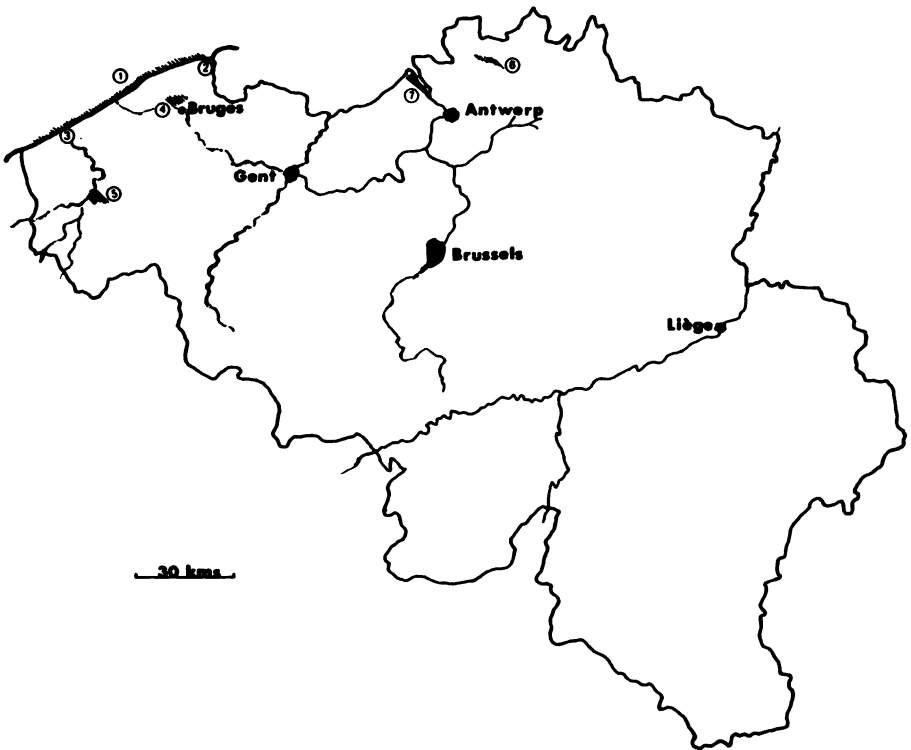 ①
②
⑥
⑦
④
Bruges
Antwerp
③
Gent
⑤
Brussels
Liège
30 kms